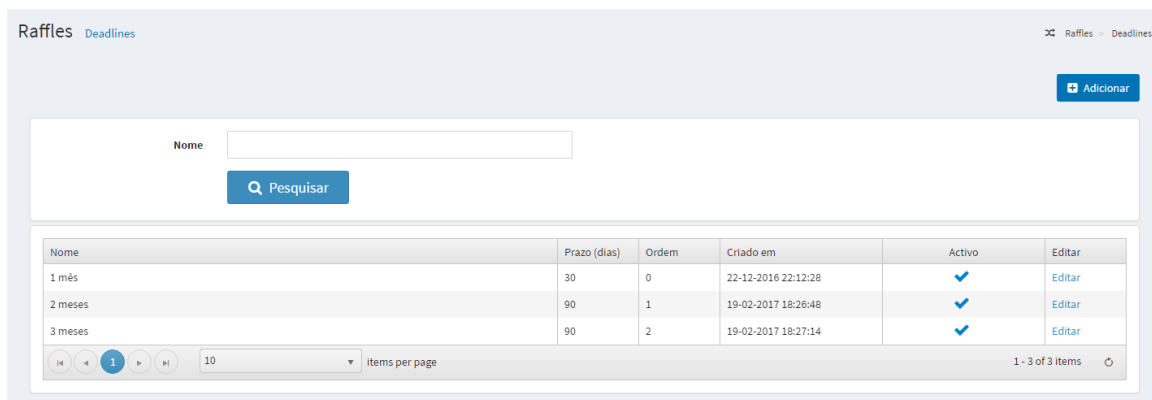 Raffles Deadlines
Raffles > Deadlines
Adicionar
Nome
Pesquisar
Nome Prazo (dias) Ordem Criado em Activo Editar
1 mês 30 0 22-12-2016 22:12:28 Editar
2 meses 90 1 19-02-2017 18:26:48 Editar
3 meses 90 2 19-02-2017 18:27:14 Editar
1 10 items per page 1 - 3 of 3 items